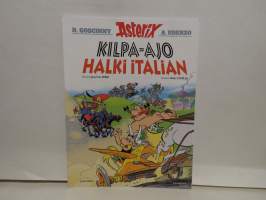 R. GOSCINNY Asterix A. UDERZO
KILPA-AJO
HALKI ITALIAN